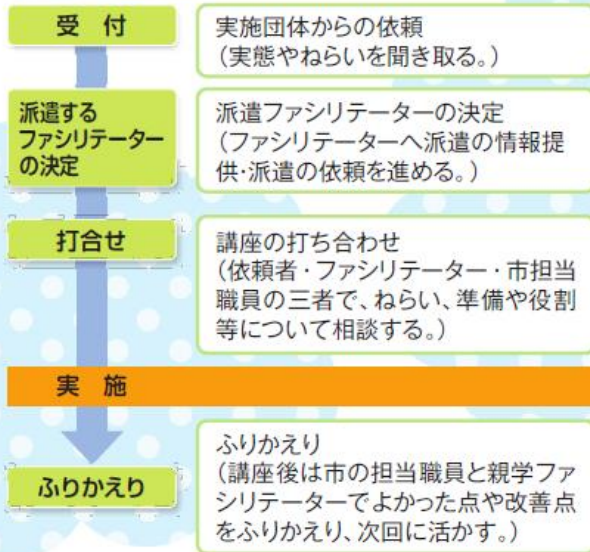 受 付
実施団体からの依頼
(実態やねらいを聞き取る。)
派遣する
ファシリテーター
の決定
派遣ファシリテーターの決定
(ファシリテーターへ派遣の情報提
供・派遣の依頼を進める。)
打合せ
講座の打ち合わせ
(依頼者・ファシリテーター・市担当
職員の三者で、ねらい、準備や役割
等について相談する。)
実 施
ふりかえり
ふりかえり
(講座後は市の担当職員と親学ファ
シリテーターでよかった点や改善点
をふりかえり、次回に活かす。)